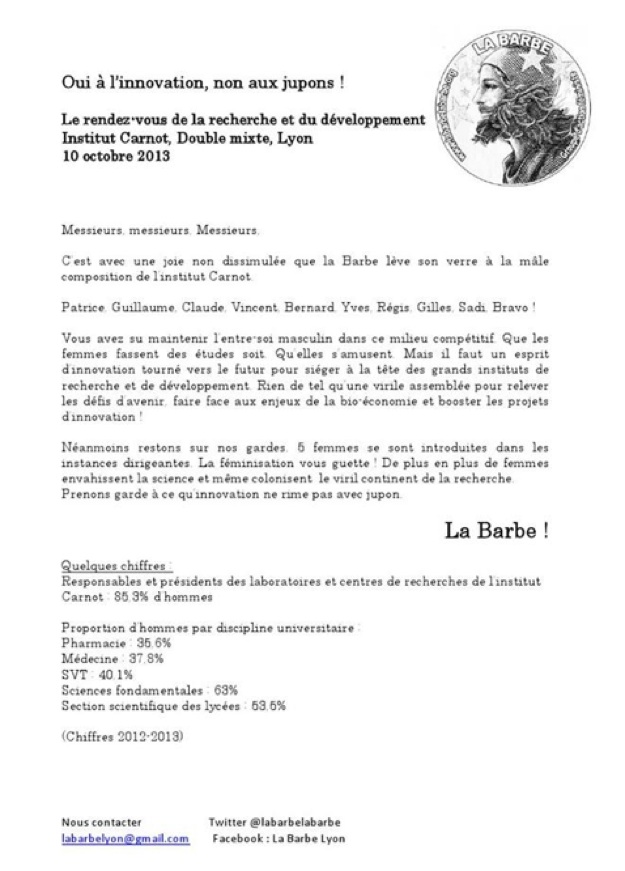 LA BARBE
Oui à l'innovation, non aux jupons !
Le rendez-vous de la recherche et du développement
Institut Carnot, Double mixte, Lyon
10 octobre 2013
Messieurs, messieurs, Messieurs,
C'est avec une joie non dissimulée que la Barbe lève son verre à la mâle
composition de l'institut Carnot.
Patrice, Guillaume, Claude, Vincent, Bernard, Yves, Régis, Gilles, Sadi, Bravo !
Vous avez su maintenir l'entre-soi masculin dans ce milieu compétitif. Que les
femmes fassent des études soit. Qu'elles s'amusent. Mais il faut un esprit
d'innovation tourné vers le futur pour siéger à la tête des grands instituts de
recherche et de développement. Rien de tel qu'une virile assemblée pour relever
les défis d'avenir, faire face aux enjeux de la bio-économie et booster les projets
d'innovation !
Néanmoins restons sur nos gardes. 5 femmes se sont introduites dans les
instances dirigeantes. La féminisation vous guette ! De plus en plus de femmes
envahissent la science et même colonisent le viril continent de la recherche.
Prenons garde à ce qu'innovation ne rime pas avec jupon.
La Barbe !
Quelques chiffres :
Responsables et présidents des laboratoires et centres de recherches de l'institut
Carnot : 85.3% d'hommes
Proportion d'hommes par discipline universitaire :
Pharmacie : 35.6%
Médecine : 37,8%
SVT : 40.1%
Sciences fondamentales : 63%
Section scientifique des lycées : 53.5%
(Chiffres 2012-2013)
Nous contacter Twitter @labarbelabarbe
labarbelyon@gmail.com Facebook : La Barbe Lyon